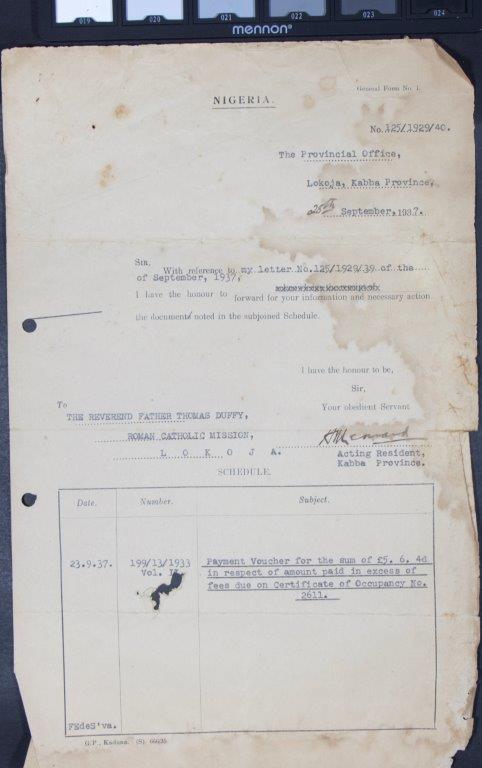 019 020 021 022 023 024
mennon
General Form No. 1.
NIGERIA.
No. 125/1929/40.
The Provincial Office,
Lokoja, Kabba Province,
25th September, 1937.
Sir,
With reference to my letter No.125/1929/39 of the
of September, 1937,
I have the honour to forward for your information and necessary action
the documents noted in the subjoined Schedule.
I have the honour to be,
Sir,
Your obedient Servant
To
THE REVEREND FATHER THOMAS DUFFY,
ROMAN CATHOLIC MISSION,
L O K O J A.
Acting Resident,
Kabba Province.
SCHEDULE.
Date. Number. Subject.
23.9.37. 199/13/1933 Payment Voucher for the sum of £5. 6. 4d
Vol. in respect of amount paid in excess of
fees due on Certificate of Occupancy No.
2611.
FEdeS'va.
G.P., Kaduna. (S)